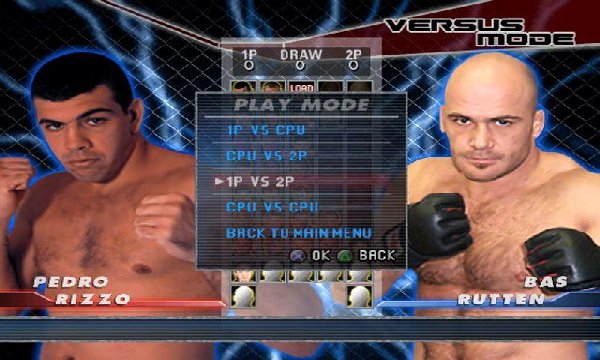 VERSUS
MODE
1P DRAW 2P
0 0 0
LOAD
PLAY MODE
1P VS CPU
CPU VS 2P
1P VS 2P
CPU VS CPU
BACK TO MAIN MENU
OK BACK
PEDRO
RIZZO
BAS
RUTTEN